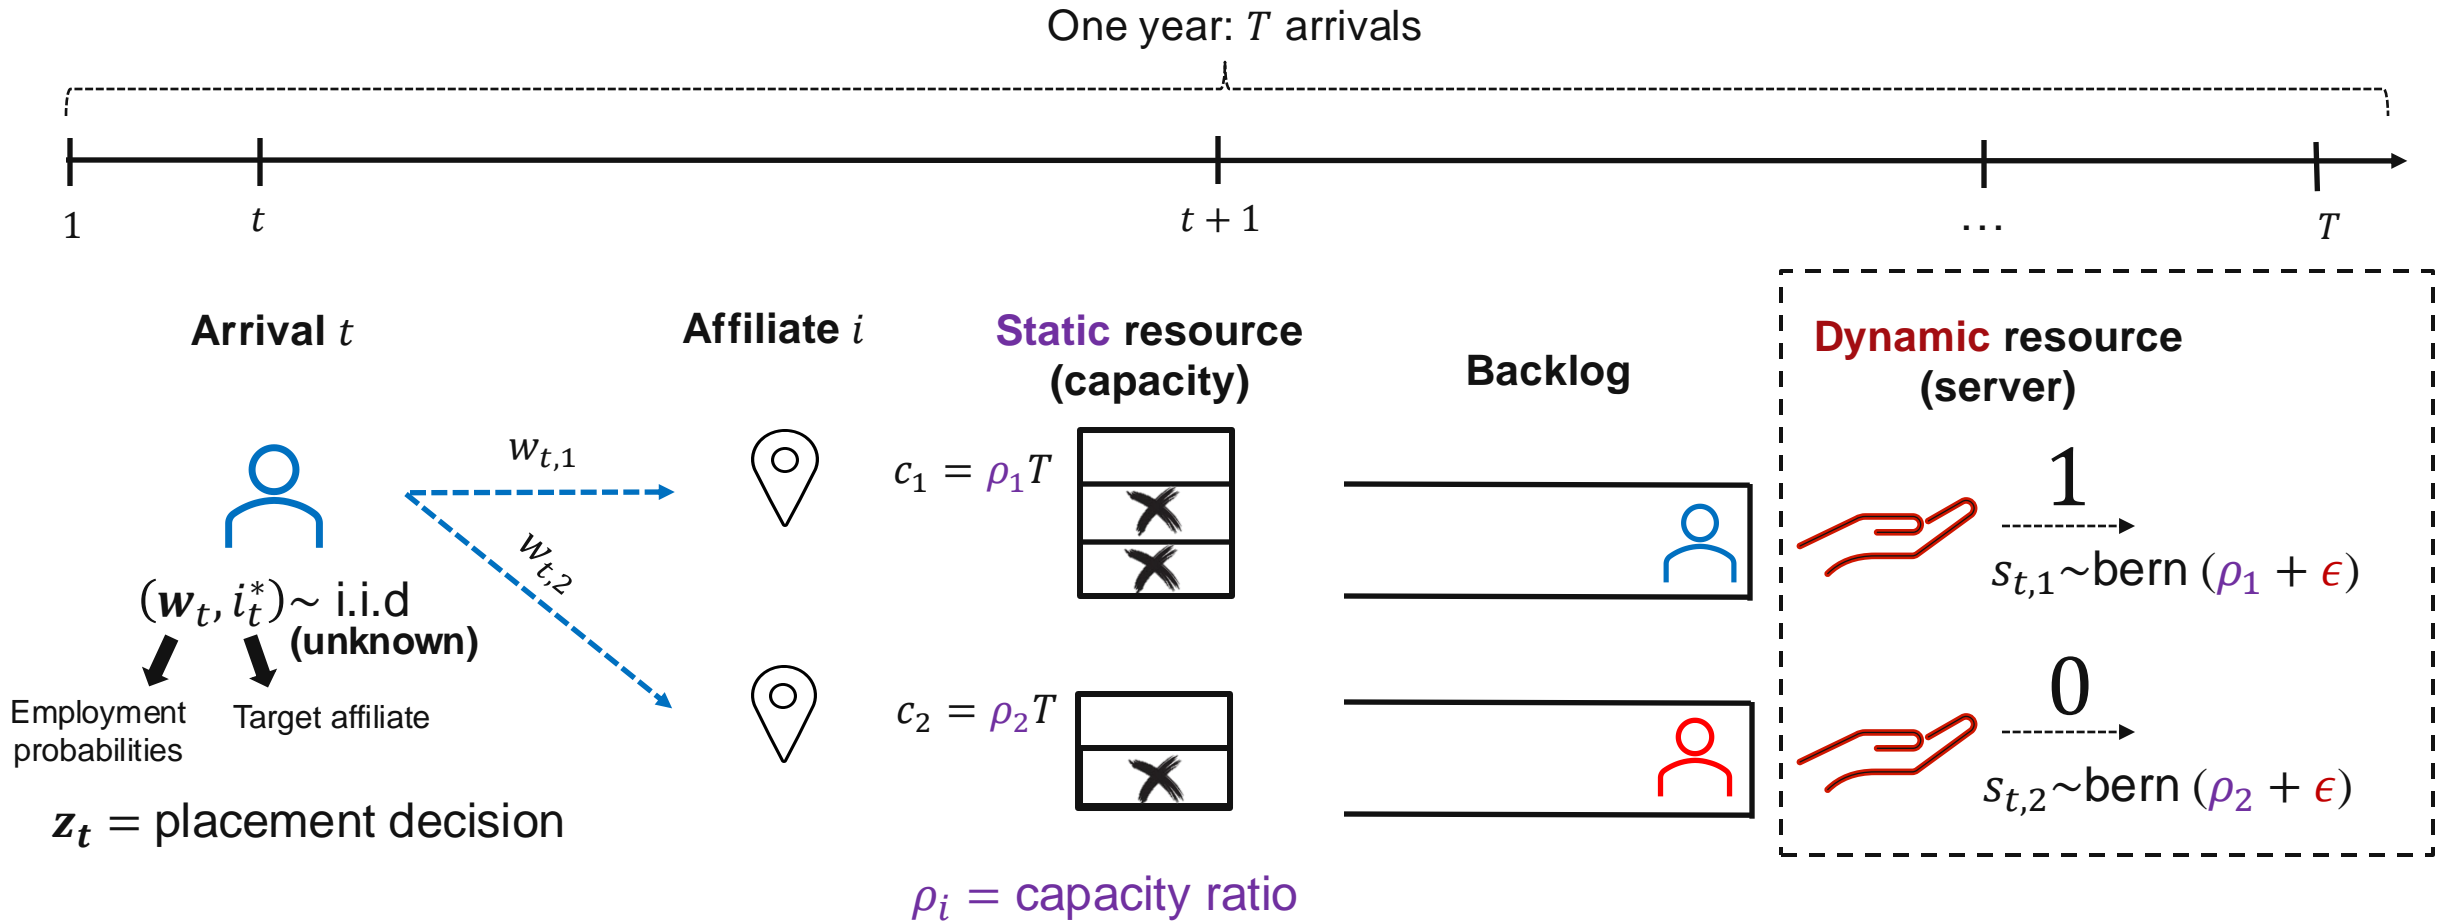 One year: T arrivals
1
t
t + 1
…
T
Arrival t
Affiliate i
Static resource
(capacity)
Backlog
Dynamic resource
(server)
w_{t,1}
w_{t,2}
(𝒘_t, i_t^*)~ i.i.d
(unknown)
Employment
probabilities
Target affiliate
𝒛_𝒕 = placement decision
c_1 = ρ_1T
c_2 = ρ_2T
ρ_i = capacity ratio
1
s_{t,1}~bern (ρ_1 + ϵ)
0
s_{t,2}~bern (ρ_2 + ϵ)